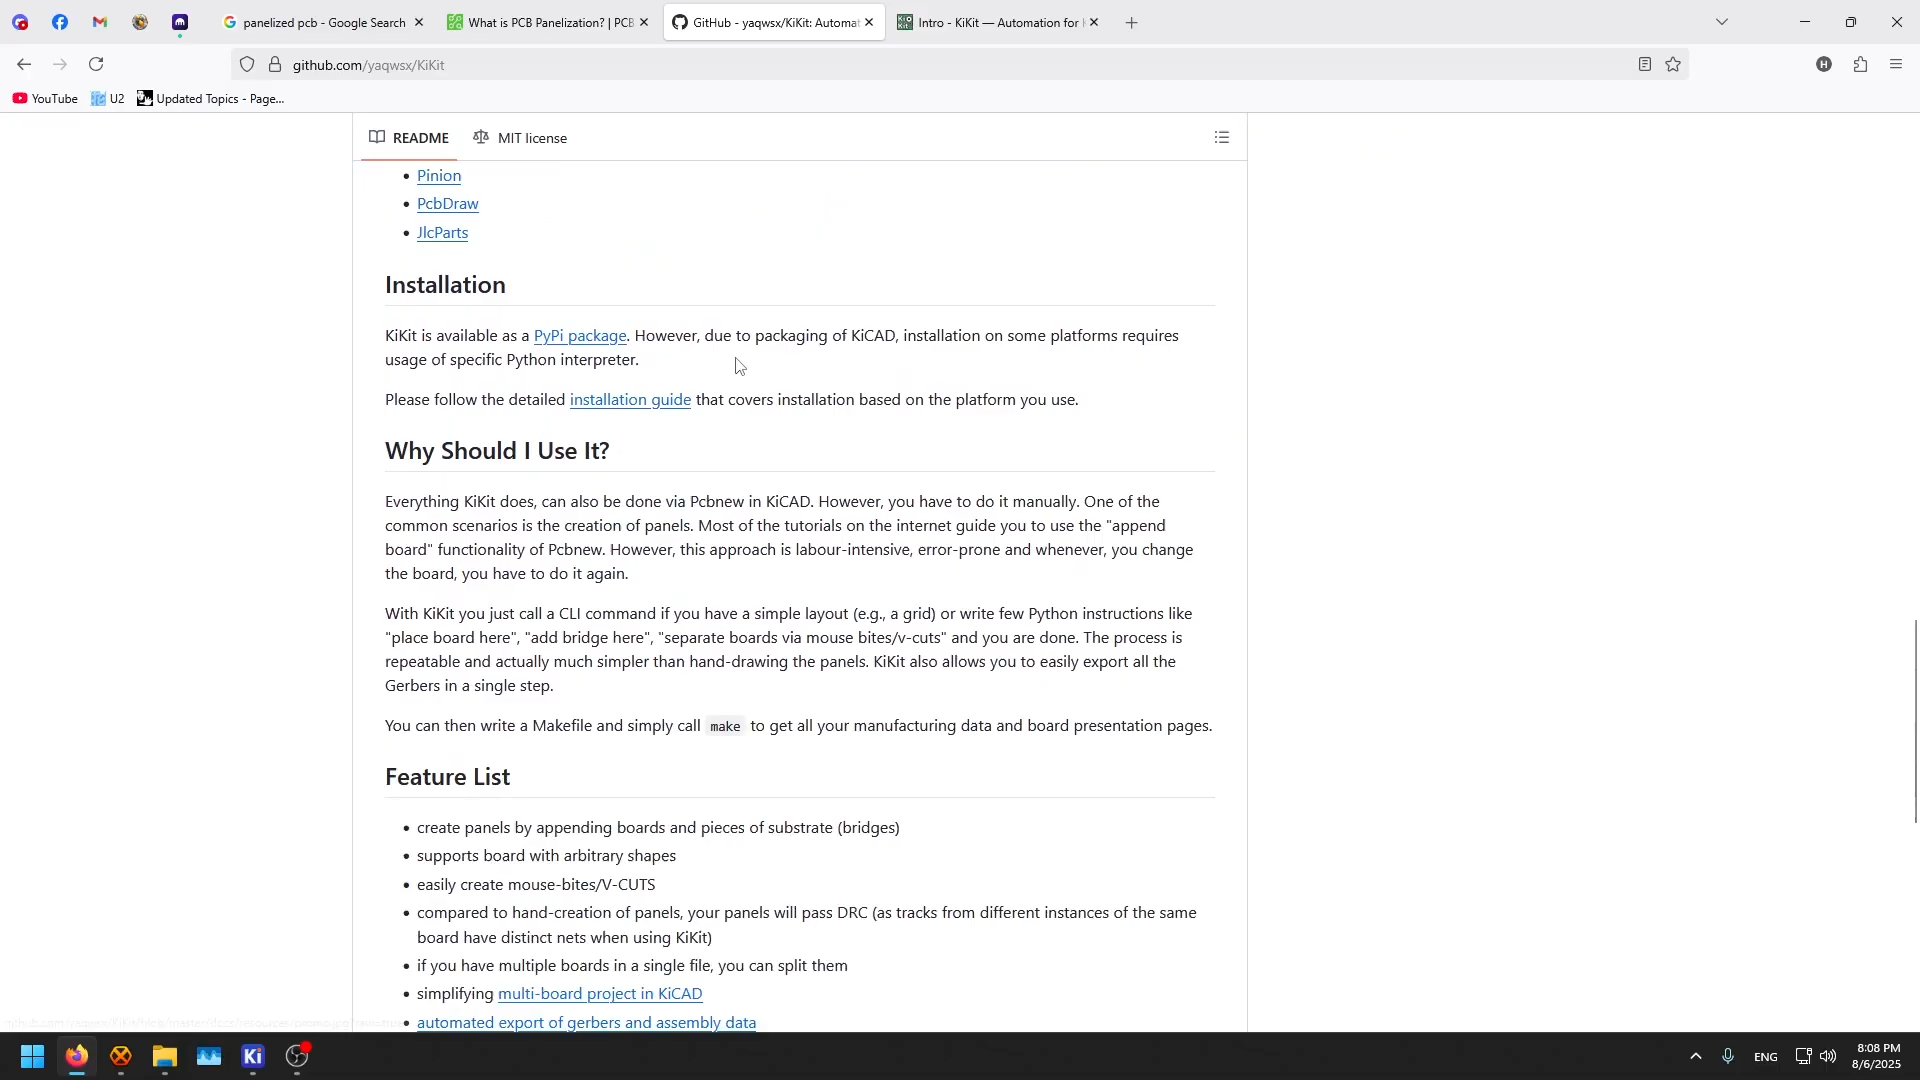 panelized pcb - Google Search
What is PCB Panelization? | PCB
GitHub - yaqwsx/KiKit: Automat
Intro - KiKit — Automation for
github.com/yaqwsx/KiKit
YouTube
U2
Updated Topics - Page...
README
MIT license
Pinion
PcbDraw
JlcParts
Installation
KiKit is available as a PyPi package. However, due to packaging of KiCAD, installation on some platforms requires
usage of specific Python interpreter.
Please follow the detailed installation guide that covers installation based on the platform you use.
Why Should I Use It?
Everything KiKit does, can also be done via Pcbnew in KiCAD. However, you have to do it manually. One of the
common scenarios is the creation of panels. Most of the tutorials on the internet guide you to use the "append
board" functionality of Pcbnew. However, this approach is labour-intensive, error-prone and whenever, you change
the board, you have to do it again.
With KiKit you just call a CLI command if you have a simple layout (e.g., a grid) or write few Python instructions like
"place board here", "add bridge here", "separate boards via mouse bites/v-cuts" and you are done. The process is
repeatable and actually much simpler than hand-drawing the panels. KiKit also allows you to easily export all the
Gerbers in a single step.
You can then write a Makefile and simply call make to get all your manufacturing data and board presentation pages.
Feature List
create panels by appending boards and pieces of substrate (bridges)
supports board with arbitrary shapes
easily create mouse-bites/V-CUTS
compared to hand-creation of panels, your panels will pass DRC (as tracks from different instances of the same
board have distinct nets when using KiKit)
if you have multiple boards in a single file, you can split them
simplifying multi-board project in KiCAD
automated export of gerbers and assembly data
Ki
ENG
8:08 PM
8/6/2025